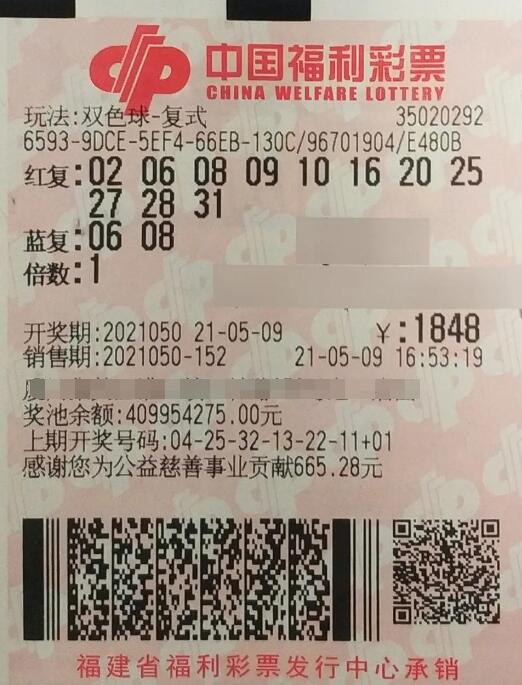 中国福利彩票
CHINA WELFARE LOTTERY
玩法:双色球-复式 35020292
6593-9DCE-5EF4-66EB-130C/96701904/E480B
红复:02 06 08 09 10 16 20 25
27 28 31
蓝复:06 08
倍数:1
开奖期:2021050 21-05-09 ¥:1848
销售期:2021050-152 21-05-09 16:53:19
奖池余额:409954275.00元
上期开奖号码:04-25-32-13-22-11+01
感谢您为公益慈善事业贡献665.28元
福建省福利彩票发行中心承销